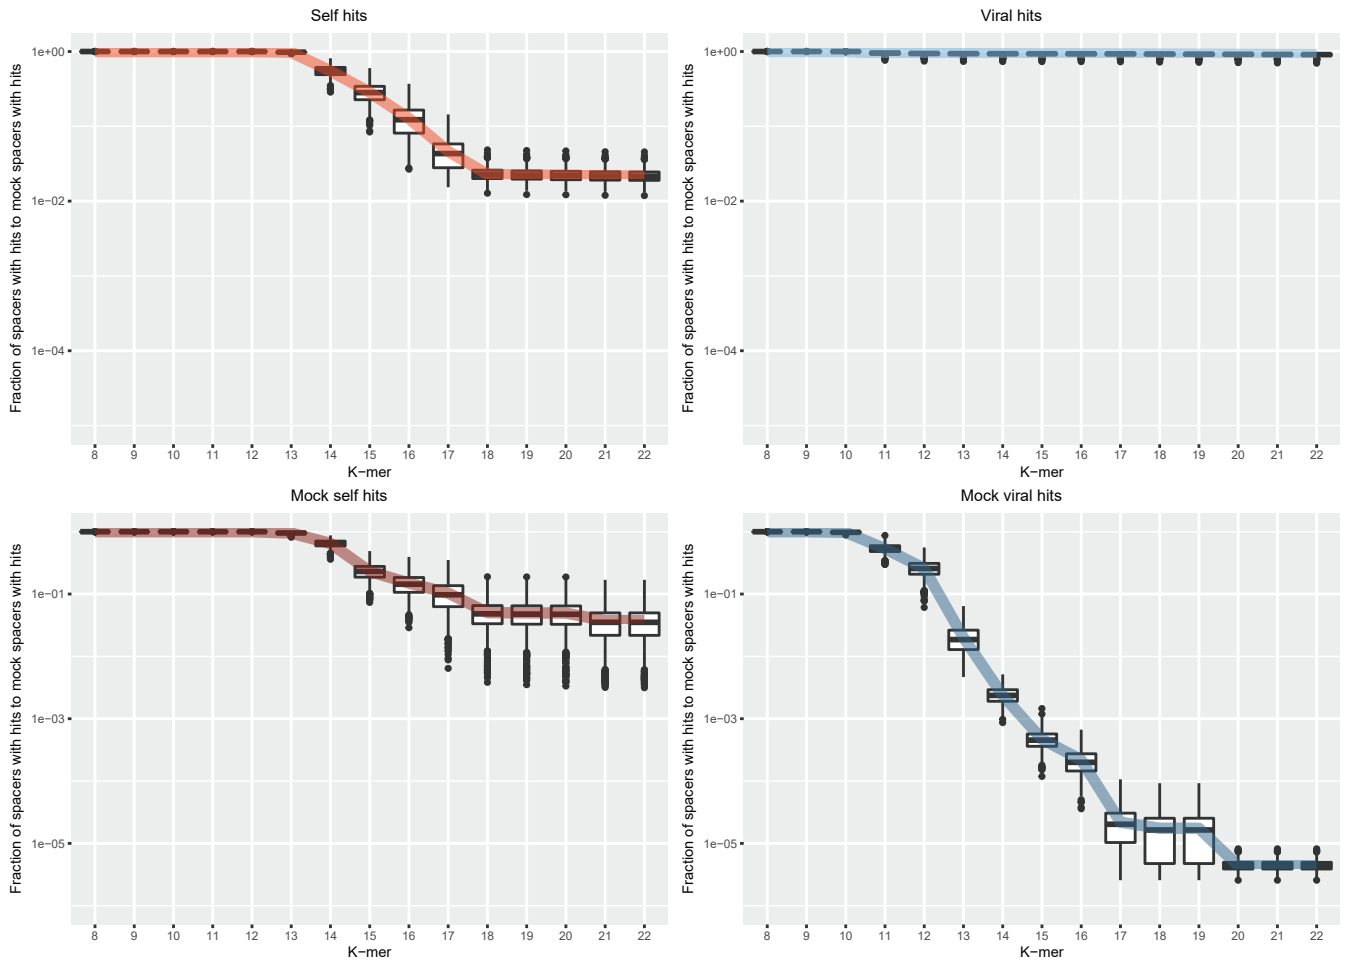 Self hits
Fraction of spacers with hits to mock spacers with hits
1e+00
1e−02
1e−04
8 9 10 11 12 13 14 15 16 17 18 19 20 21 22
K−mer
Viral hits
Fraction of spacers with hits to mock spacers with hits
1e+00
1e−02
1e−04
8 9 10 11 12 13 14 15 16 17 18 19 20 21 22
K−mer
Mock self hits
Fraction of spacers with hits to mock spacers with hits
1e−01
1e−03
1e−05
8 9 10 11 12 13 14 15 16 17 18 19 20 21 22
K−mer
Mock viral hits
Fraction of spacers with hits to mock spacers with hits
1e−01
1e−03
1e−05
8 9 10 11 12 13 14 15 16 17 18 19 20 21 22
K−mer